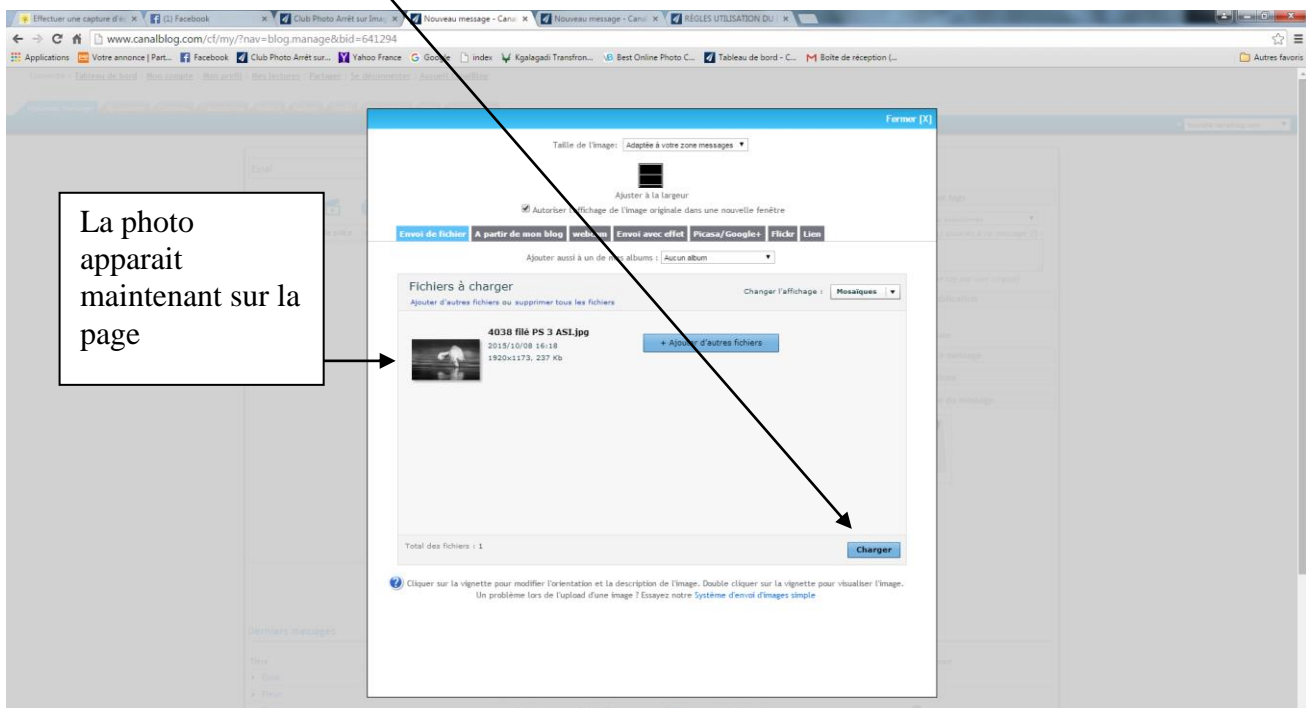 Effectuer une capture d'é
(1) Facebook
Club Photo Arrêt sur Imag
Nouveau message - Cana
Nouveau message - Cana
RÈGLES UTILISATION DU
www.canalblog.com/cf/my/?nav=blog.manage&bid=641294
Applications
Votre annonce | Part...
Facebook
Club Photo Arrêt sur...
Yahoo France
Google
index
Kgalagadi Transfron...
Best Online Photo C...
Tableau de bord - C...
Boîte de réception (...
Autres favoris
Tableau de bord
Mon compte
Fermer [X]
Taille de l'image: Adaptée à votre zone messages
Ajuster à la largeur
Autoriser l'affichage de l'image originale dans une nouvelle fenêtre
Envoi de fichier
A partir de mon blog
webcam
Envoi avec effet
Picasa/Google+
Flickr
Lien
Ajouter aussi à un de mes albums : Aucun album
Fichiers à charger
Ajouter d'autres fichiers ou supprimer tous les fichiers
Changer l'affichage : Mosaïques
4038 filé PS 3 ASI.jpg
2015/10/08 16:18
1920x1173, 237 Kb
+ Ajouter d'autres fichiers
La photo
apparait
maintenant sur la
page
Total des fichiers : 1
Charger
Cliquer sur la vignette pour modifier l'orientation et la description de l'image. Double cliquer sur la vignette pour visualiser l'image.
Un problème lors de l'upload d'une image ? Essayez notre Système d'envoi d'images simple
Derniers messages
Titre